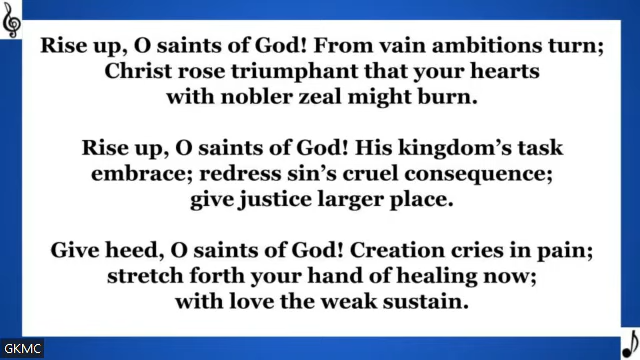 Rise up, O saints of God! From vain ambitions turn;
Christ rose triumphant that your hearts
with nobler zeal might burn.
Rise up, O saints of God! His kingdom’s task
embrace; redress sin’s cruel consequence;
give justice larger place.
Give heed, O saints of God! Creation cries in pain;
stretch forth your hand of healing now;
with love the weak sustain.
GKMC